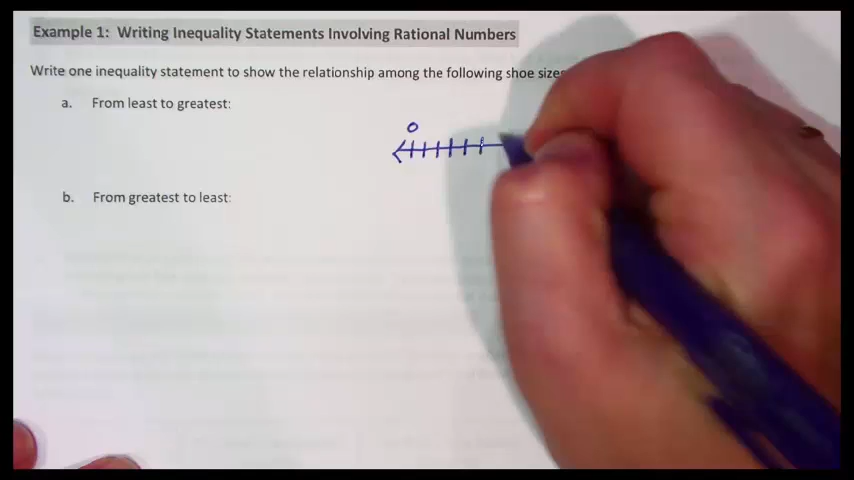 Example 1: Writing Inequality Statements Involving Rational Numbers
Write one inequality statement to show the relationship among the following shoe sizes
a. From least to greatest:
0
b. From greatest to least: